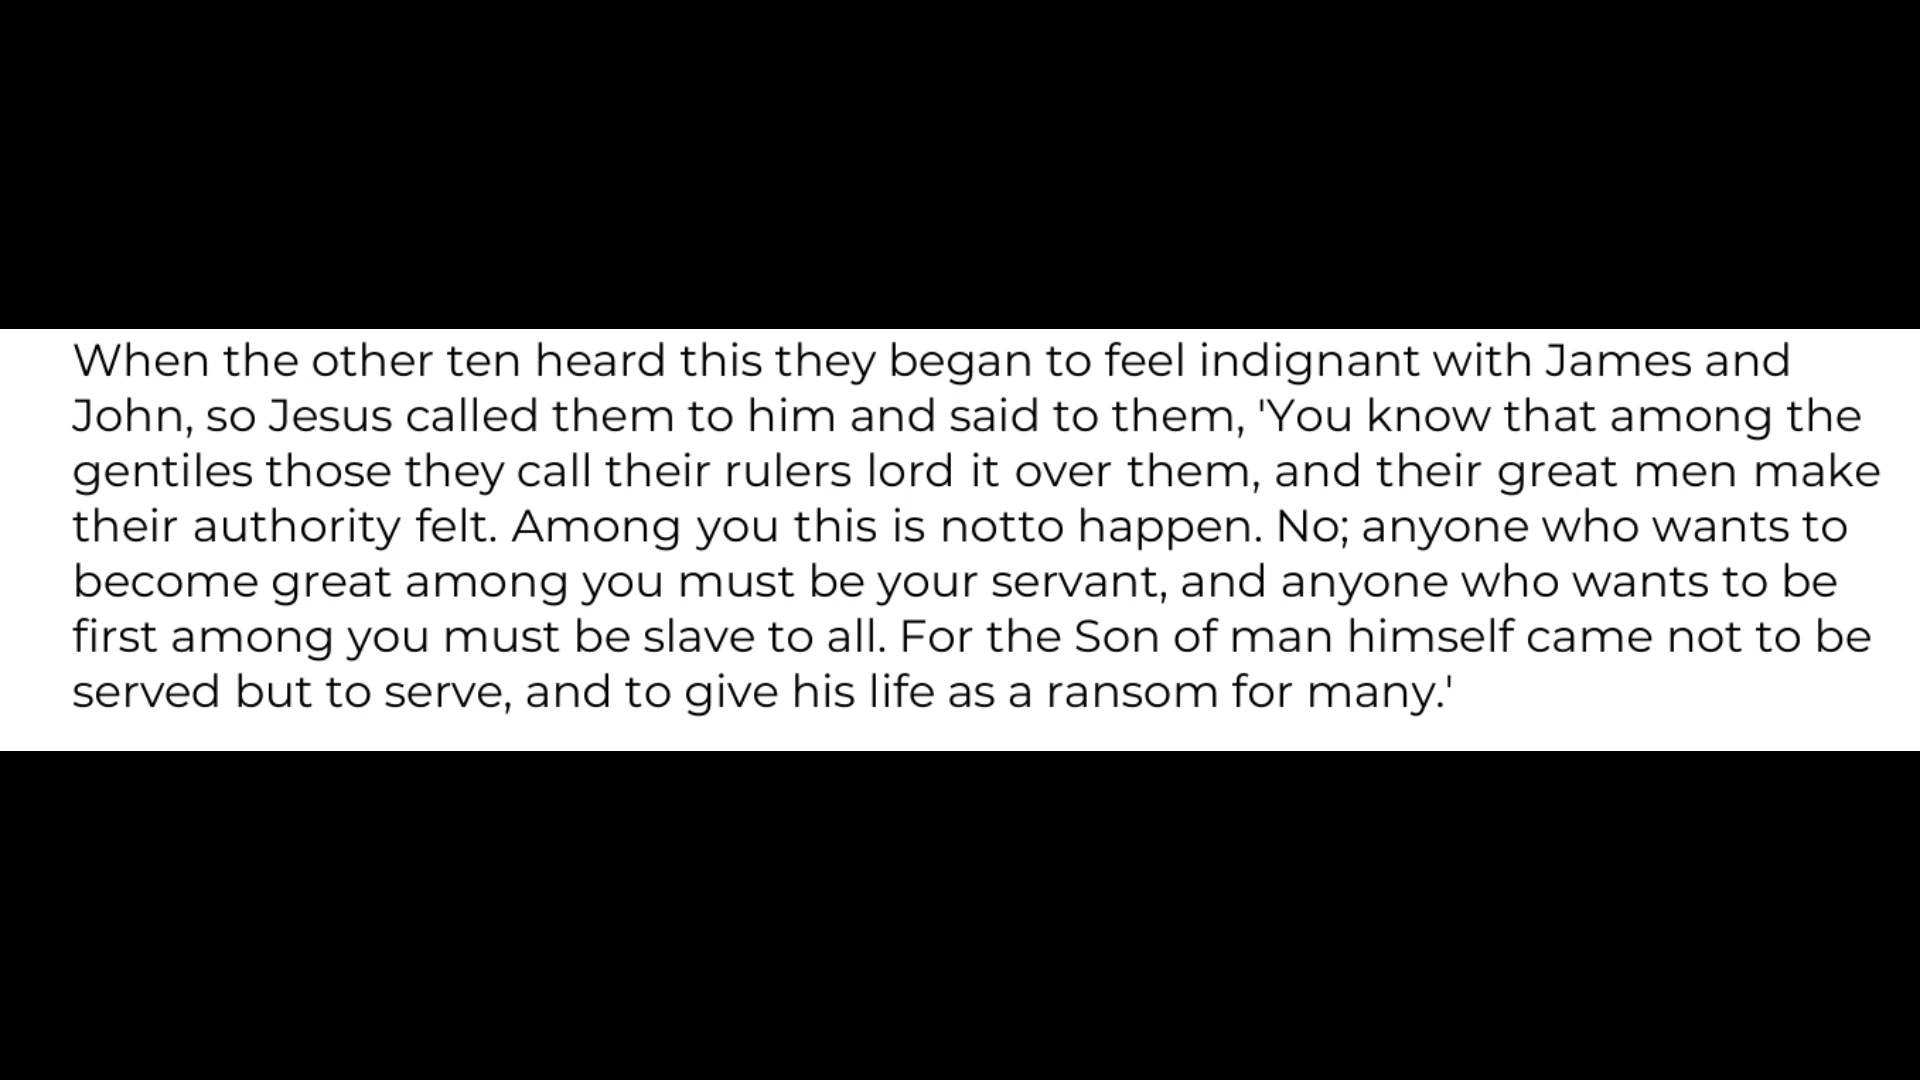 When the other ten heard this they began to feel indignant with James and
John, so Jesus called them to him and said to them, 'You know that among the
gentiles those they call their rulers lord it over them, and their great men make
their authority felt. Among you this is notto happen. No; anyone who wants to
become great among you must be your servant, and anyone who wants to be
first among you must be slave to all. For the Son of man himself came not to be
served but to serve, and to give his life as a ransom for many.'